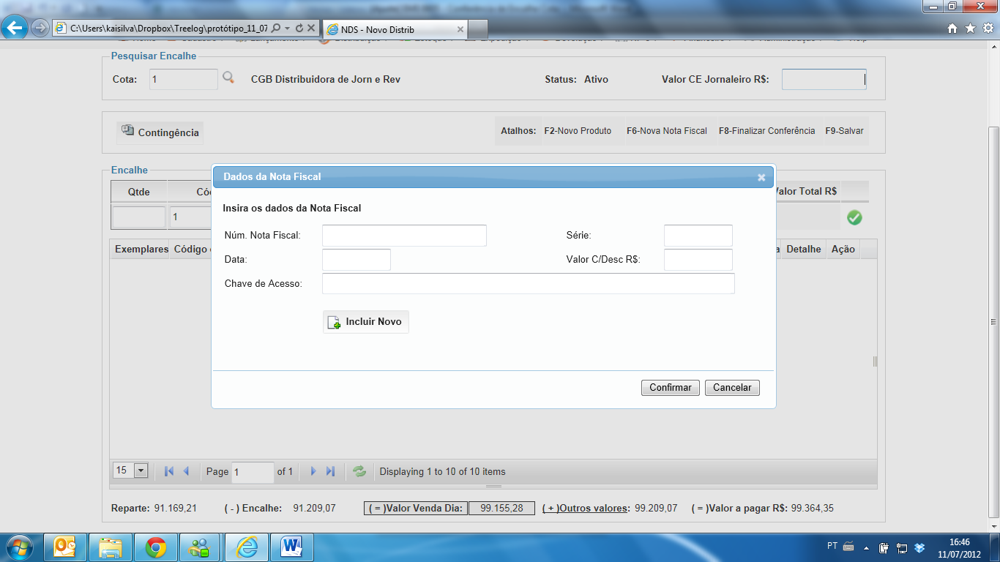 C:\Users\kaisilva\Dropbox\Treelog\protótipo_11_07
NDS - Novo Distrib
Pesquisar Encalhe
Cota: 1 CGB Distribuidora de Jorn e Rev Status: Ativo Valor CE Jornaleiro R$:
Contingência Atalhos: F2-Novo Produto F6-Nova Nota Fiscal F8-Finalizar Conferência F9-Salvar
Encalhe
Dados da Nota Fiscal
Qtde Có Valor Total R$
Insira os dados da Nota Fiscal
1
Núm. Nota Fiscal: Série:
Exemplares Código Detalhe Ação
Data: Valor C/Desc R$:
Chave de Acesso:
Incluir Novo
Confirmar Cancelar
15 Page 1 of 1 Displaying 1 to 10 of 10 items
Reparte: 91.169,21 ( - ) Encalhe: 91.209,07 ( = )Valor Venda Dia: 99.155,28 ( + )Outros valores: 99.209,07 ( = )Valor a pagar R$: 99.364,35
PT 16:46
11/07/2012